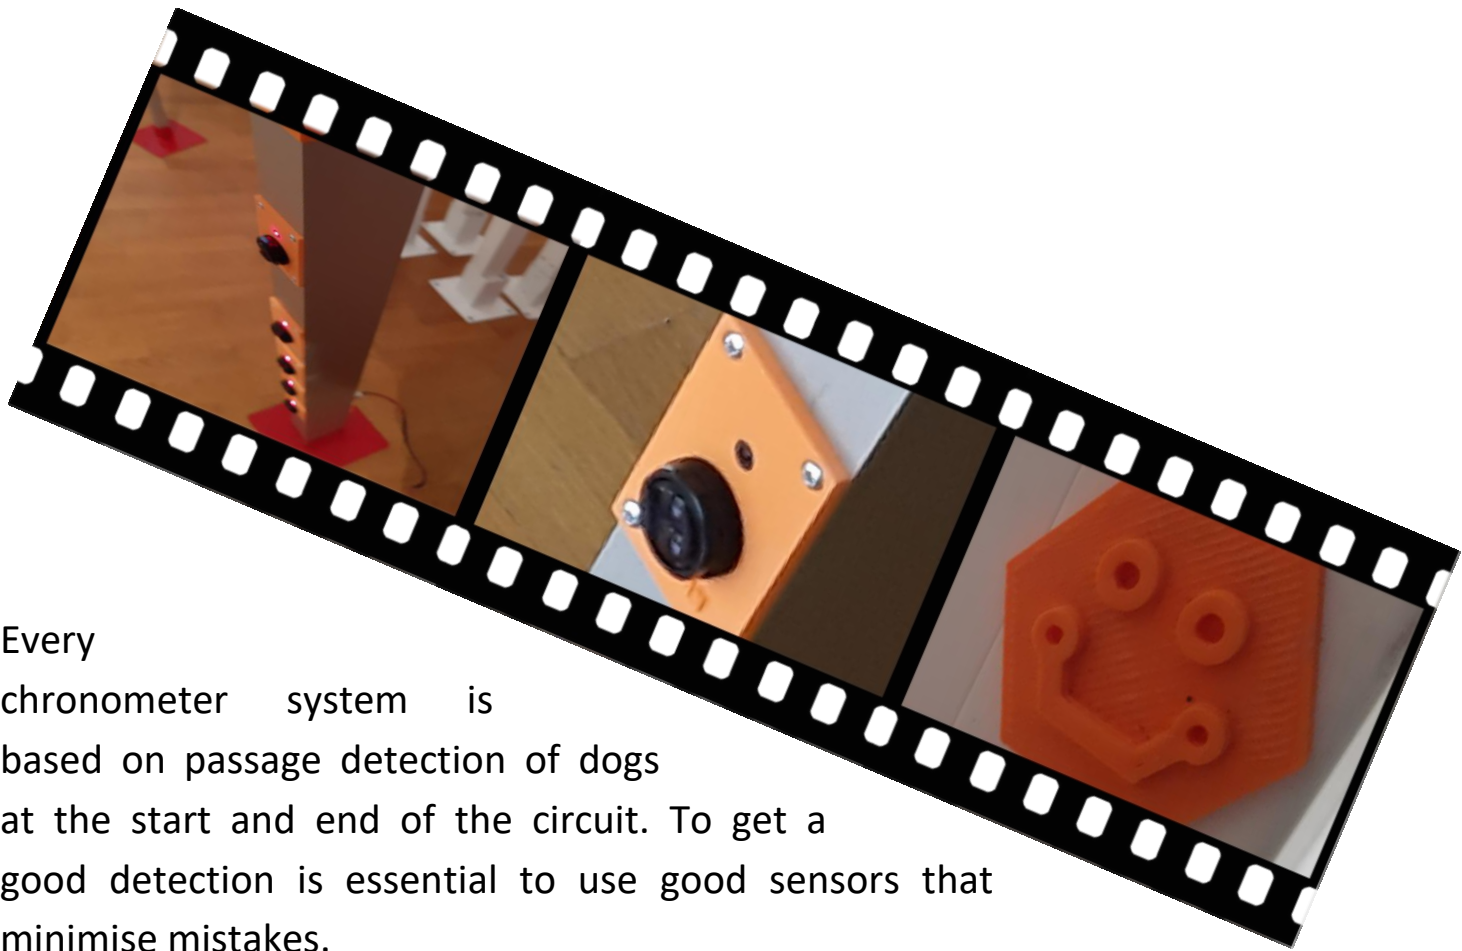 Every
chronometer system is
based on passage detection of dogs
at the start and end of the circuit. To get a
good detection is essential to use good sensors that
minimise mistakes.